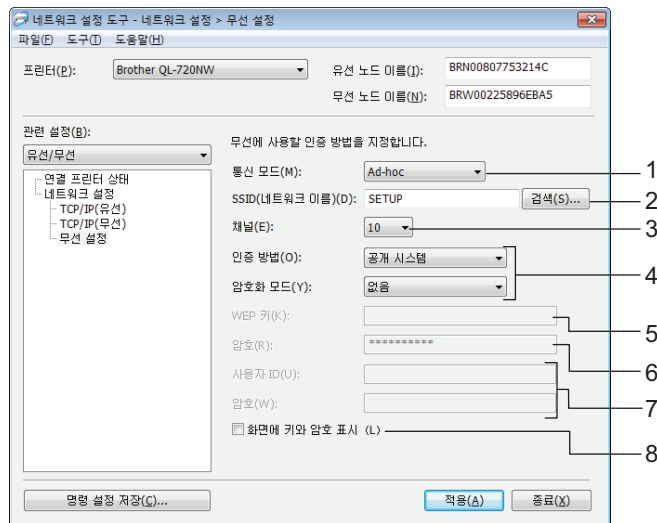 네트워크 설정 도구 - 네트워크 설정 > 무선 설정
파일(F) 도구(T) 도움말(H)
프린터(P): Brother QL-720NW 유선 노드 이름(I): BRN00807753214C
무선 노드 이름(N): BRW00225896EBA5
관련 설정(B):
유선/무선
연결 프린터 상태
네트워크 설정
TCP/IP(유선)
TCP/IP(무선)
무선 설정
무선에 사용할 인증 방법을 지정합니다.
통신 모드(M): Ad-hoc 1
SSID(네트워크 이름)(D): SETUP 검색(S)... 2
채널(E): 10 3
인증 방법(O): 공개 시스템
4
암호화 모드(Y): 없음
WEP 키(K): 5
암호(R): ********** 6
사용자 ID(U):
7
암호(W):
화면에 키와 암호 표시 (L) 8
명령 설정 저장(C)... 적용(A) 종료(X)